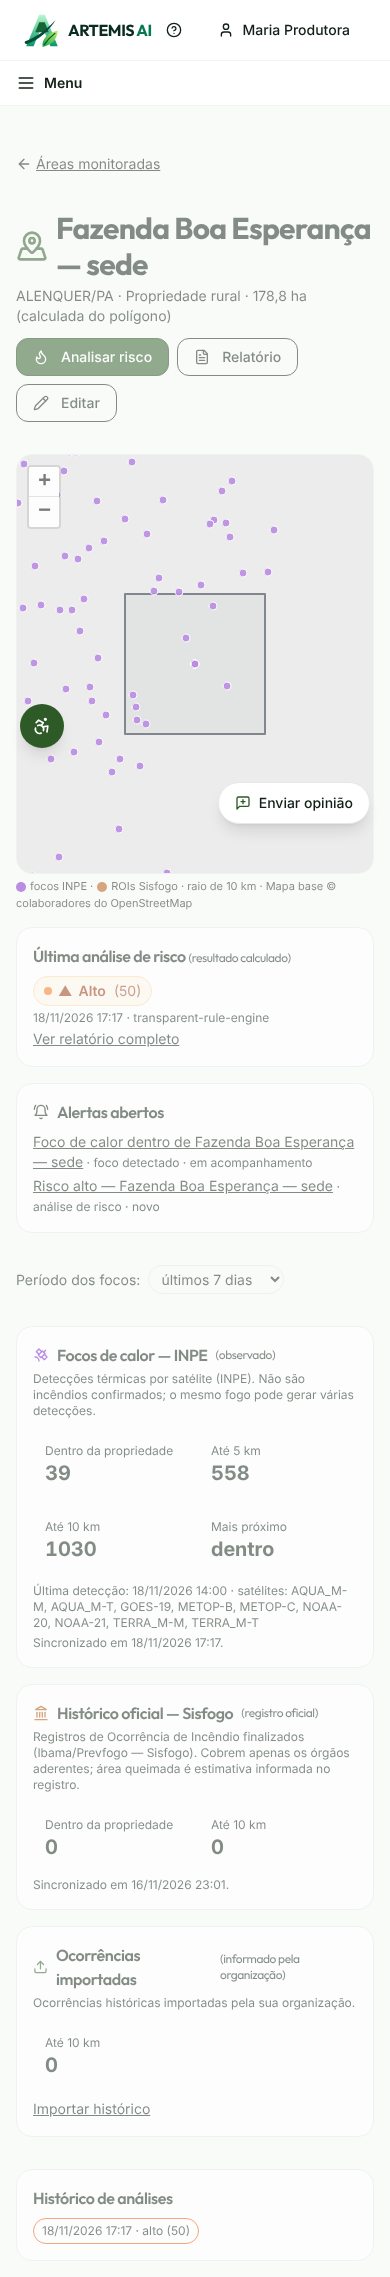 ARTEMIS AI
Maria Produtora
Menu
Áreas monitoradas
Fazenda Boa Esperança
— sede
ALENQUER/PA · Propriedade rural · 178,8 ha
(calculada do polígono)
Analisar risco
Relatório
Editar
+
−
Enviar opinião
focos INPE · ROIs Sisfogo · raio de 10 km · Mapa base ©
colaboradores do OpenStreetMap
Última análise de risco (resultado calculado)
▲ Alto (50)
18/11/2026 17:17 · transparent-rule-engine
Ver relatório completo
Alertas abertos
Foco de calor dentro de Fazenda Boa Esperança
— sede · foco detectado · em acompanhamento
Risco alto — Fazenda Boa Esperança — sede ·
análise de risco · novo
Período dos focos: últimos 7 dias
Focos de calor — INPE (observado)
Detecções térmicas por satélite (INPE). Não são
incêndios confirmados; o mesmo fogo pode gerar várias
detecções.
Dentro da propriedade
39
Até 5 km
558
Até 10 km
1030
Mais próximo
dentro
Última detecção: 18/11/2026 14:00 · satélites: AQUA_M-
M, AQUA_M-T, GOES-19, METOP-B, METOP-C, NOAA-
20, NOAA-21, TERRA_M-M, TERRA_M-T
Sincronizado em 18/11/2026 17:17.
Histórico oficial — Sisfogo (registro oficial)
Registros de Ocorrência de Incêndio finalizados
(Ibama/Prevfogo — Sisfogo). Cobrem apenas os órgãos
aderentes; área queimada é estimativa informada no
registro.
Dentro da propriedade
0
Até 10 km
0
Sincronizado em 16/11/2026 23:01.
Ocorrências
importadas
(informado pela
organização)
Ocorrências históricas importadas pela sua organização.
Até 10 km
0
Importar histórico
Histórico de análises
18/11/2026 17:17 · alto (50)